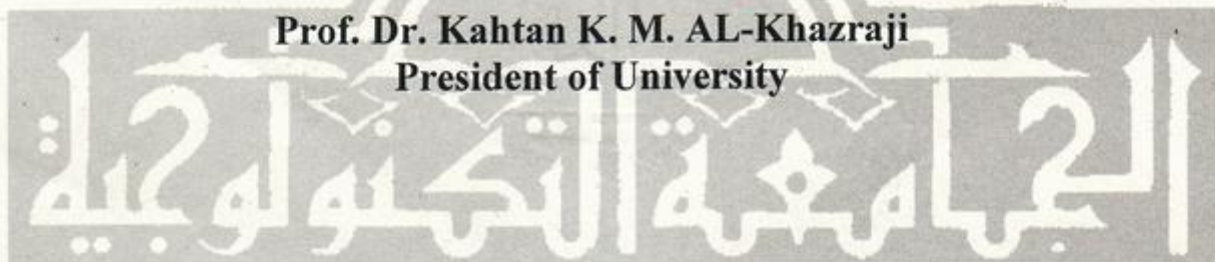 Prof. Dr. Kahtan K. M. AL-Khazraji
President of University
الجامعة التكنولوجية